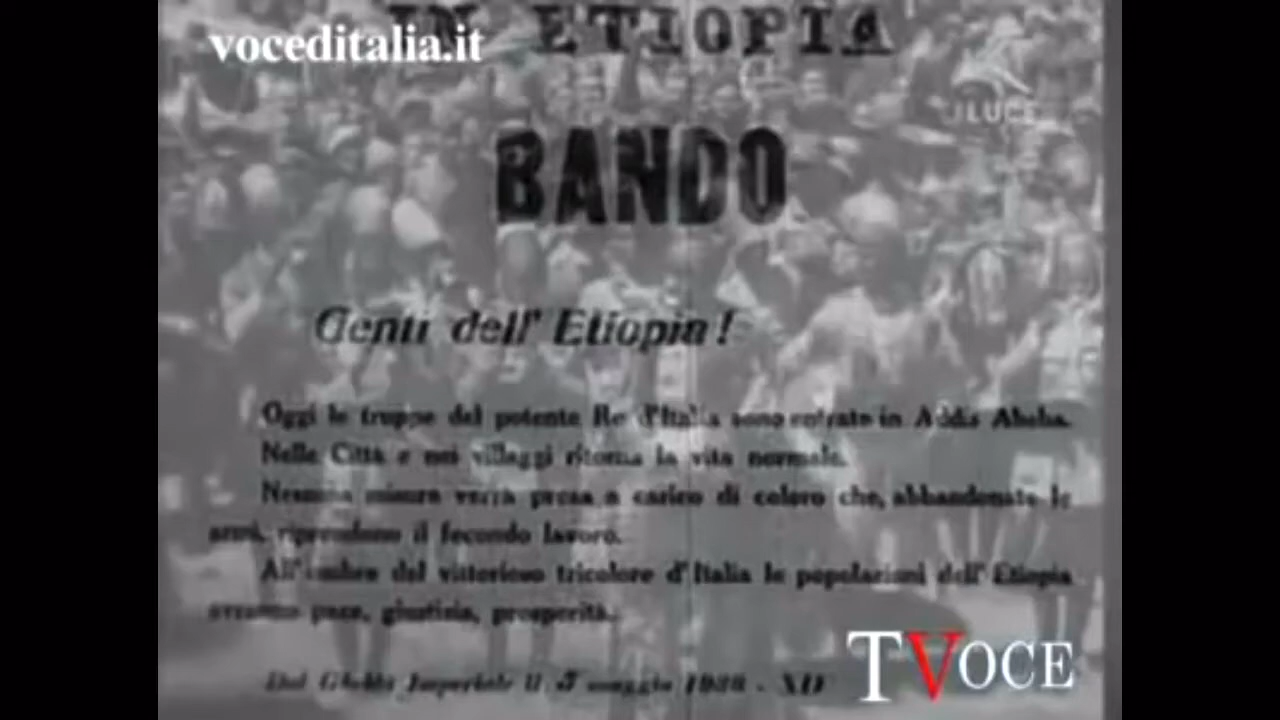 IN ETIOPIA
voceditalia.it
LUCE
BANDO
Genti dell' Etiopia!
Oggi le truppe del potente Re d'Italia sono entrate in Addis Abeba.
Nelle Città e nei villaggi ritorna la vita normale.
Nessuna misura verrà presa a carico di coloro che, abbandonate le
armi, riprendono il fecondo lavoro.
All'ombra del vittorioso tricolore d'Italia le popolazioni dell' Etiopia
avranno pace, giustizia, prosperità.
Dal Ghebbi Imperiale li 5 maggio 1936 - XIV
TVOCE